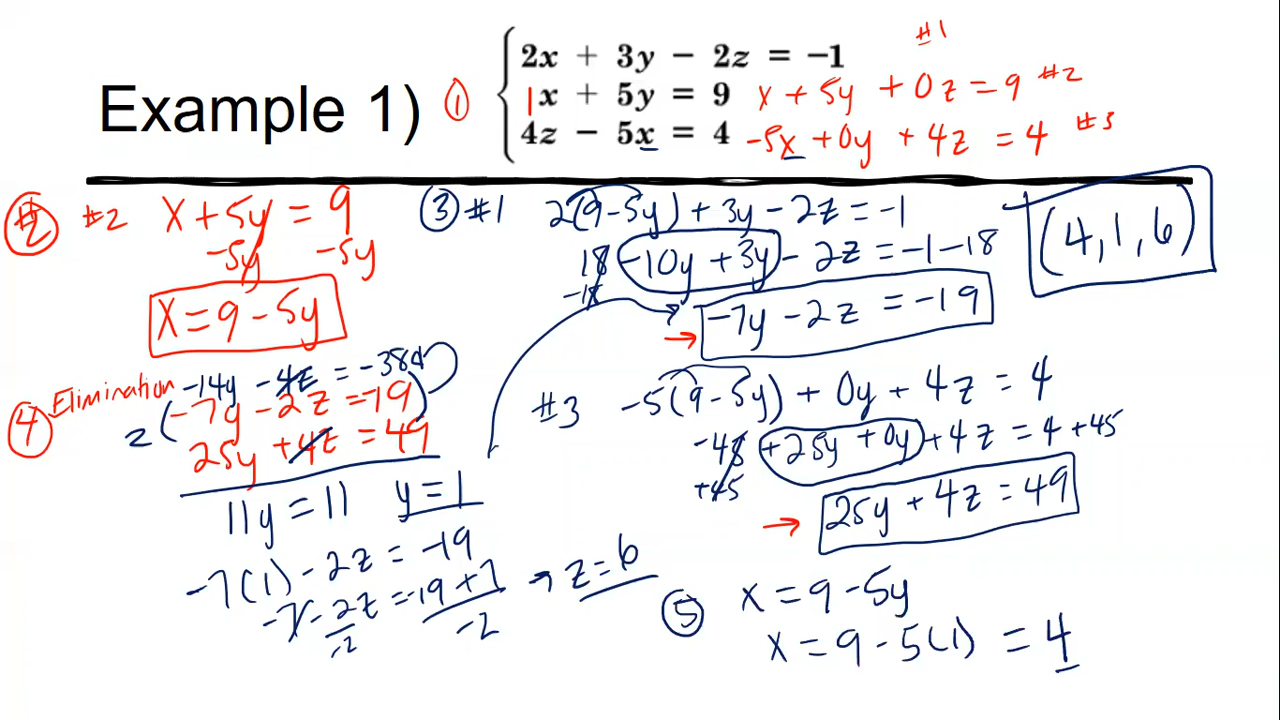 Example 1)
①
2x + 3y − 2z = −1
#1
1x + 5y = 9
x + 5y + 0z = 9 #2
4z − 5x = 4
-5x + 0y + 4z = 4 #3
② #2 x + 5y = 9
-5y -5y
x = 9 - 5y
③ #1 2(9-5y) + 3y - 2z = -1
18 -10y + 3y - 2z = -1 - 18
-18
-7y - 2z = -19
(4, 1, 6)
#3 -5(9-5y) + 0y + 4z = 4
-45 + 25y + 0y + 4z = 4 + 45
+45
25y + 4z = 49
④ Elimination
-14y - 4z = -38
2(-7y - 2z = -19)
25y + 4z = 49
11y = 11 y = 1
-7(1) - 2z = -19
-7 - 2z = -19 + 7
-2 -2
→ z = 6
⑤ x = 9 - 5y
x = 9 - 5(1) = 4